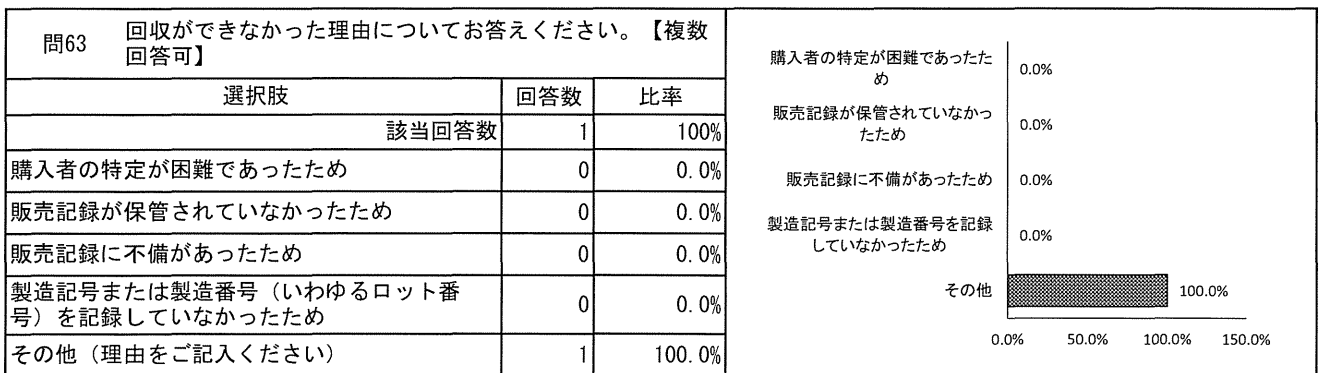 問63 回収ができなかった理由についてお答えください。【複数
回答可】
選択肢 回答数 比率
該当回答数 1 100%
購入者の特定が困難であったため 0 0.0%
販売記録が保管されていなかったため 0 0.0%
販売記録に不備があったため 0 0.0%
製造記号または製造番号（いわゆるロット番
号）を記録していなかったため 0 0.0%
その他（理由をご記入ください） 1 100.0%
購入者の特定が困難であったた
め 0.0%
販売記録が保管されていなかっ
たため 0.0%
販売記録に不備があったため 0.0%
製造記号または製造番号を記録
していなかったため 0.0%
その他 100.0%
0.0% 50.0% 100.0% 150.0%